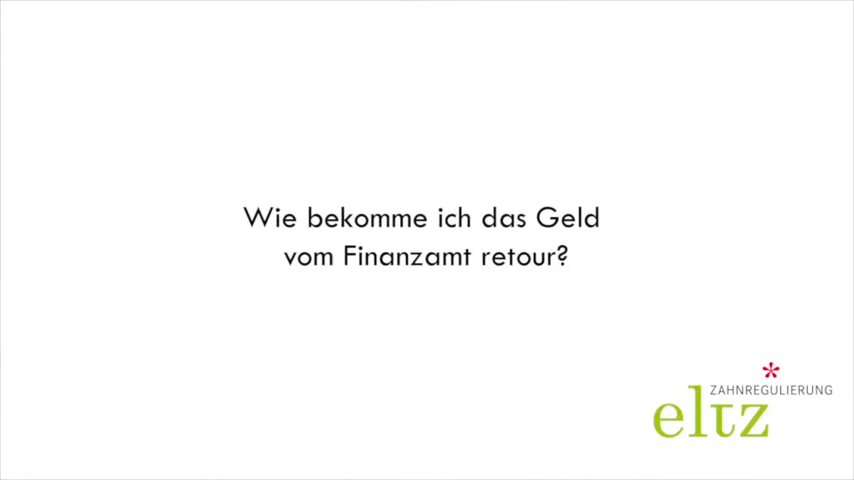 Wie bekomme ich das Geld
vom Finanzamt retour?
ZAHNREGULIERUNG
eltz